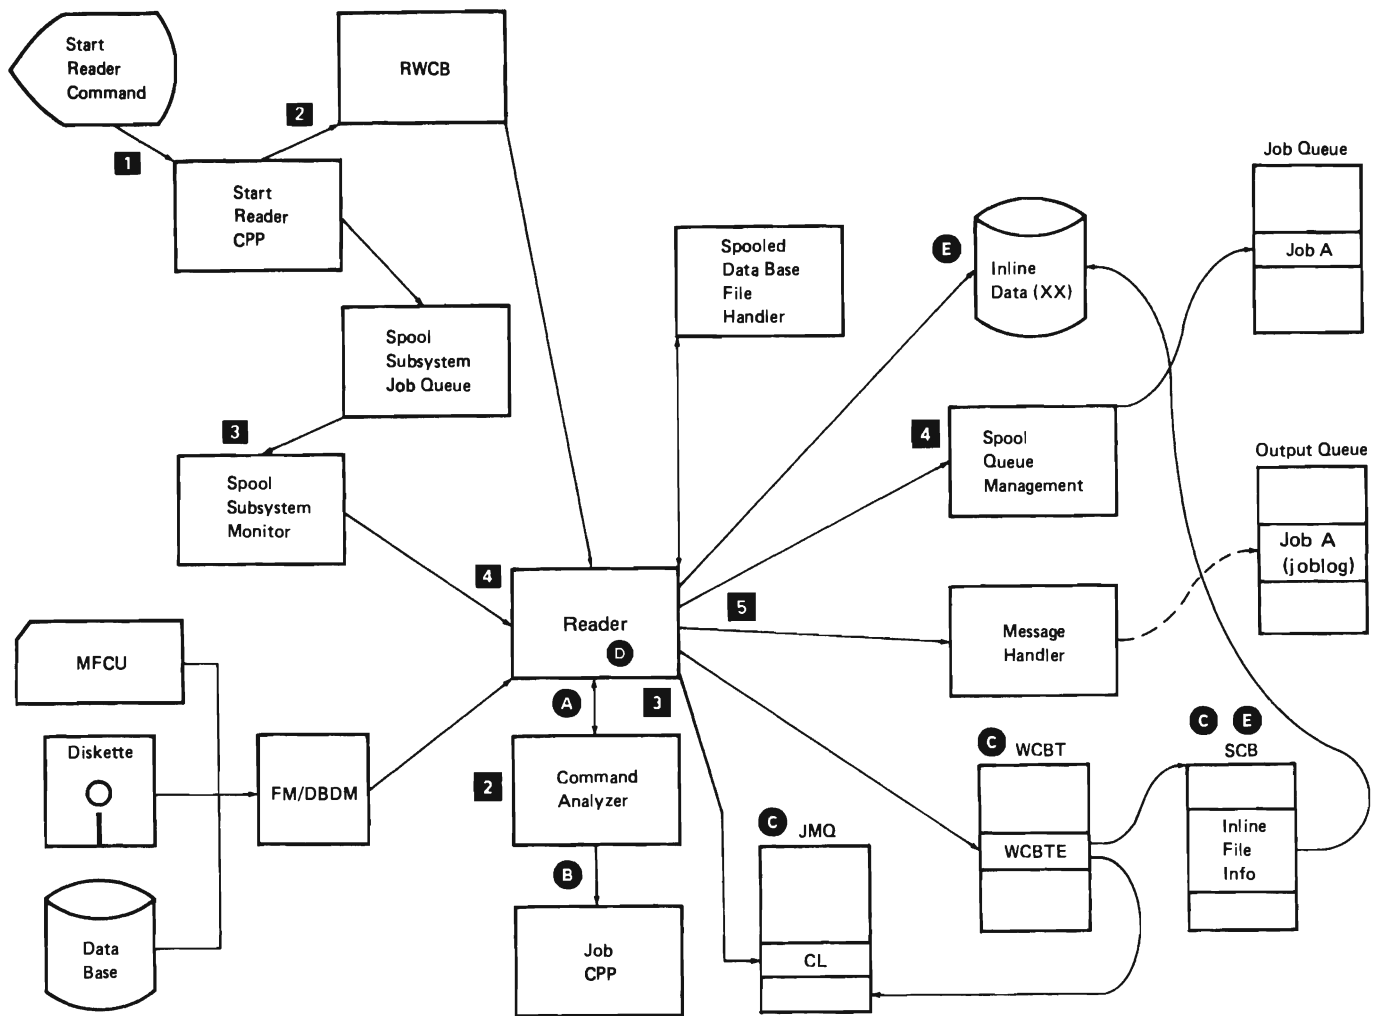 Start
Reader
Command
1
2
RWCB
Start
Reader
CPP
Spool
Subsystem
Job Queue
3
Spool
Subsystem
Monitor
Spooled
Data Base
File
Handler
E
Inline
Data (XX)
Job Queue
Job A
4
Spool
Queue
Management
Output Queue
Job A
(joblog)
4
Reader
D
5
Message
Handler
MFCU
Diskette
Data
Base
FM/DBDM
A
3
2
Command
Analyzer
B
Job
CPP
C
JMQ
CL
C
WCBT
WCBTE
C E
SCB
Inline
File
Info